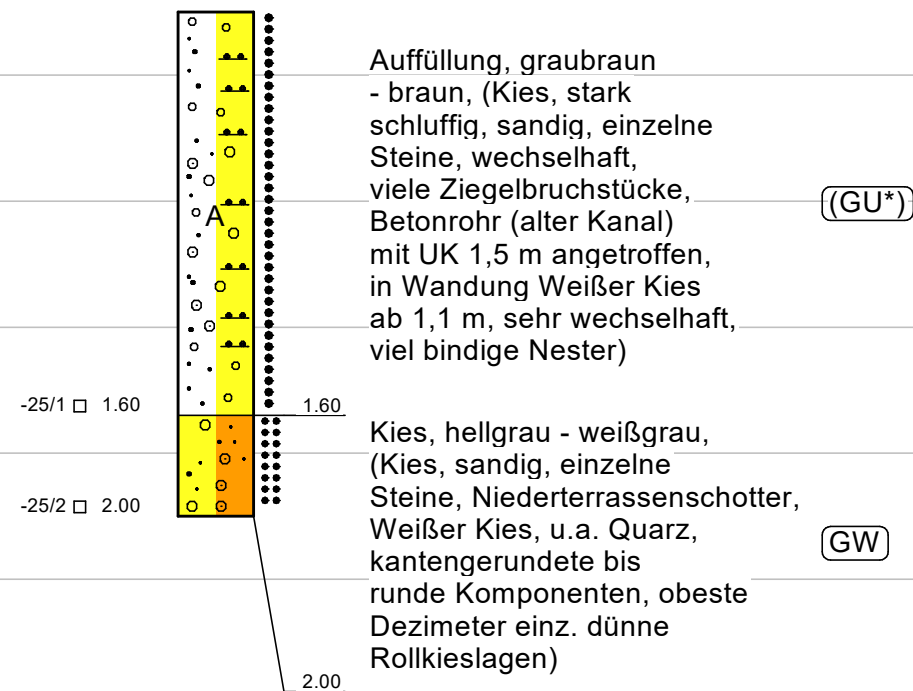 Auffüllung, graubraun
- braun, (Kies, stark
schluffig, sandig, einzelne
Steine, wechselhaft,
viele Ziegelbruchstücke,
Betonrohr (alter Kanal)
mit UK 1,5 m angetroffen,
in Wandung Weißer Kies
ab 1,1 m, sehr wechselhaft,
viel bindige Nester)
(GU*)
A
-25/1 1.60
1.60
Kies, hellgrau - weißgrau,
(Kies, sandig, einzelne
Steine, Niederterrassenschotter,
Weißer Kies, u.a. Quarz,
kantengerundete bis
runde Komponenten, obeste
Dezimeter einz. dünne
Rollkieslagen)
GW
-25/2 2.00
2.00